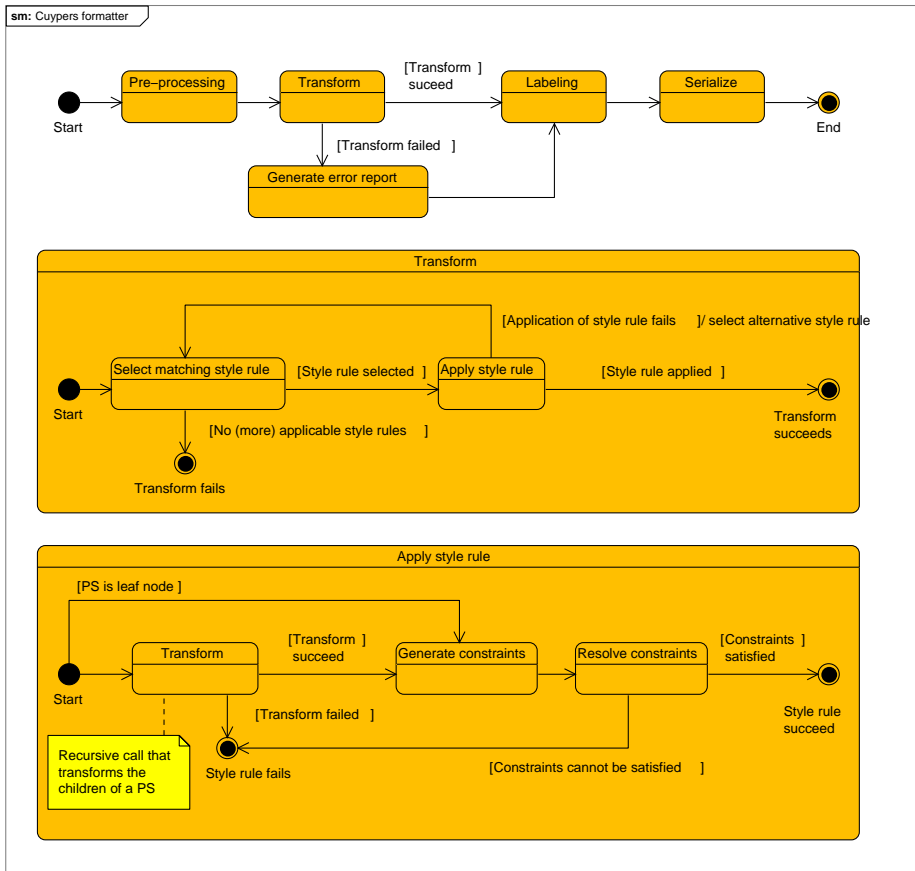 sm: Cuypers formatter
Pre–processing
Transform
[Transform ]
suceed
Labeling
Serialize
Start
End
[Transform failed ]
Generate error report
Transform
[Application of style rule fails ]/ select alternative style rule
Select matching style rule
[Style rule selected ]
Apply style rule
[Style rule applied ]
Start
Transform
succeeds
[No (more) applicable style rules ]
Transform fails
Apply style rule
[PS is leaf node ]
Transform
[Transform ]
succeed
Generate constraints
Resolve constraints
[Constraints ]
satisfied
Start
[Transform failed ]
Style rule
succeed
Recursive call that
transforms the
children of a PS
Style rule fails
[Constraints cannot be satisfied ]